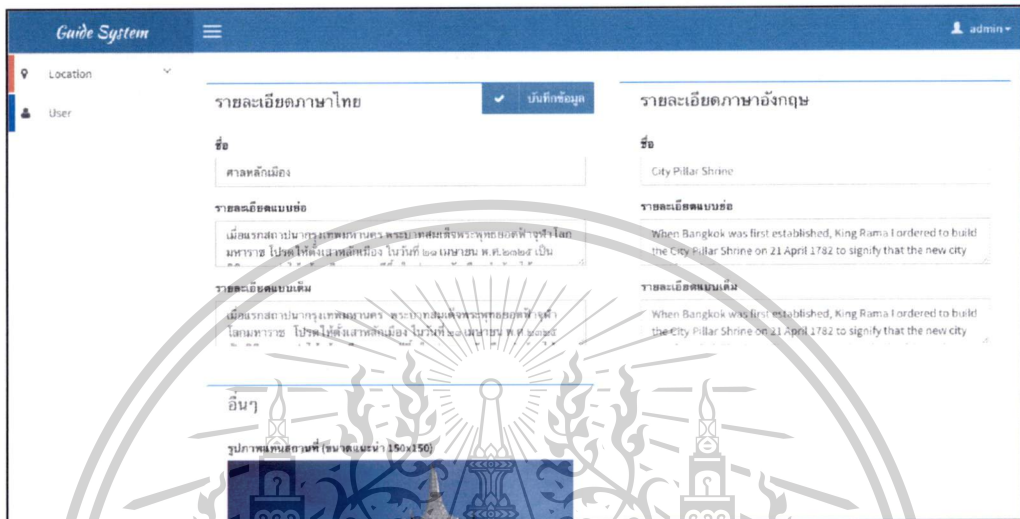 Guide System
admin
Location
User
รายละเอียดภาษาไทย
บันทึกข้อมูล
ชื่อ
ศาลหลักเมือง
รายละเอียดแบบย่อ
เมื่อแรกสถาปนากรุงเทพมหานคร พระบาทสมเด็จพระพุทธยอดฟ้าจุฬาโลก
มหาราช โปรดให้ตั้งเสาหลักเมือง ในวันที่ ๒๑ เมษายน พ.ศ.๒๓๒๕ เป็น
รายละเอียดแบบเต็ม
เมื่อแรกสถาปนากรุงเทพมหานคร พระบาทสมเด็จพระพุทธยอดฟ้าจุฬา
โลกมหาราช โปรดให้ตั้งเสาหลักเมือง ในวันที่ ๒๑ เมษายน พ.ศ.๒๓๒๕
รายละเอียดภาษาอังกฤษ
ชื่อ
City Pillar Shrine
รายละเอียดแบบย่อ
When Bangkok was first established, King Rama I ordered to build
the City Pillar Shrine on 21 April 1782 to signify that the new city
รายละเอียดแบบเต็ม
When Bangkok was first established, King Rama I ordered to build
the City Pillar Shrine on 21 April 1782 to signify that the new city
อื่นๆ
รูปภาพแทนสถานที่ (ขนาดแนะนำ 150x150)